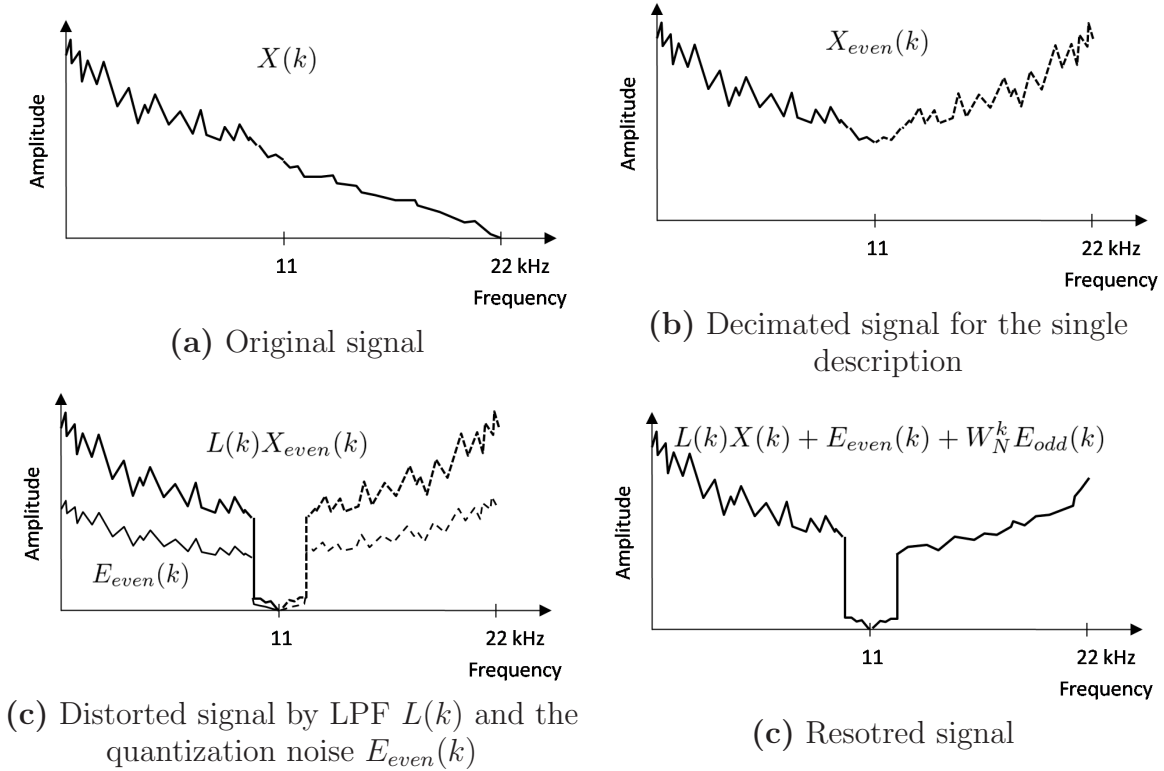 X(k)
Amplitude
11
22 kHz
Frequency
(a) Original signal
X_{even}(k)
Amplitude
11
22 kHz
Frequency
(b) Decimated signal for the single
description
L(k)X_{even}(k)
E_{even}(k)
Amplitude
11
22 kHz
Frequency
(c) Distorted signal by LPF L(k) and the
quantization noise E_{even}(k)
L(k)X(k) + E_{even}(k) + W_N^k E_{odd}(k)
Amplitude
11
22 kHz
Frequency
(c) Resotred signal